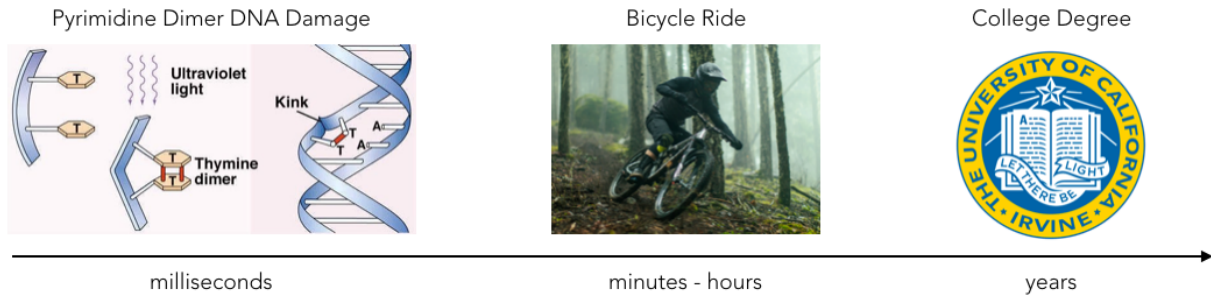 Pyrimidine Dimer DNA Damage
Bicycle Ride
College Degree
T
T
Ultraviolet
light
T
T
Thymine
dimer
Kink
T
T
A
A
THE UNIVERSITY OF CALIFORNIA · IRVINE ·
A
LET THERE BE
LIGHT
milliseconds
minutes - hours
years